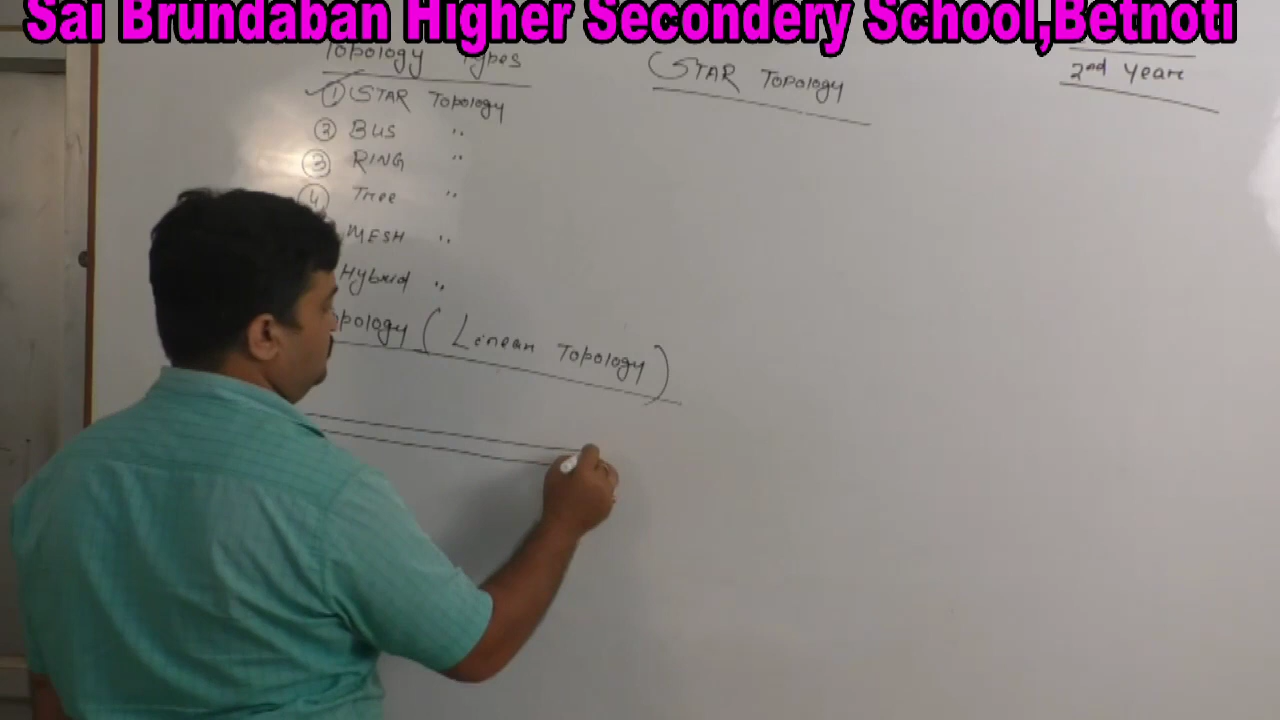 Sai Brundaban Higher Secondery School,Betnoti
Topology Types
① STAR Topology
② BUS "
③ RING "
④ Tree "
MESH "
Hybrid "
pology (Linear Topology)
STAR Topology
2nd Year